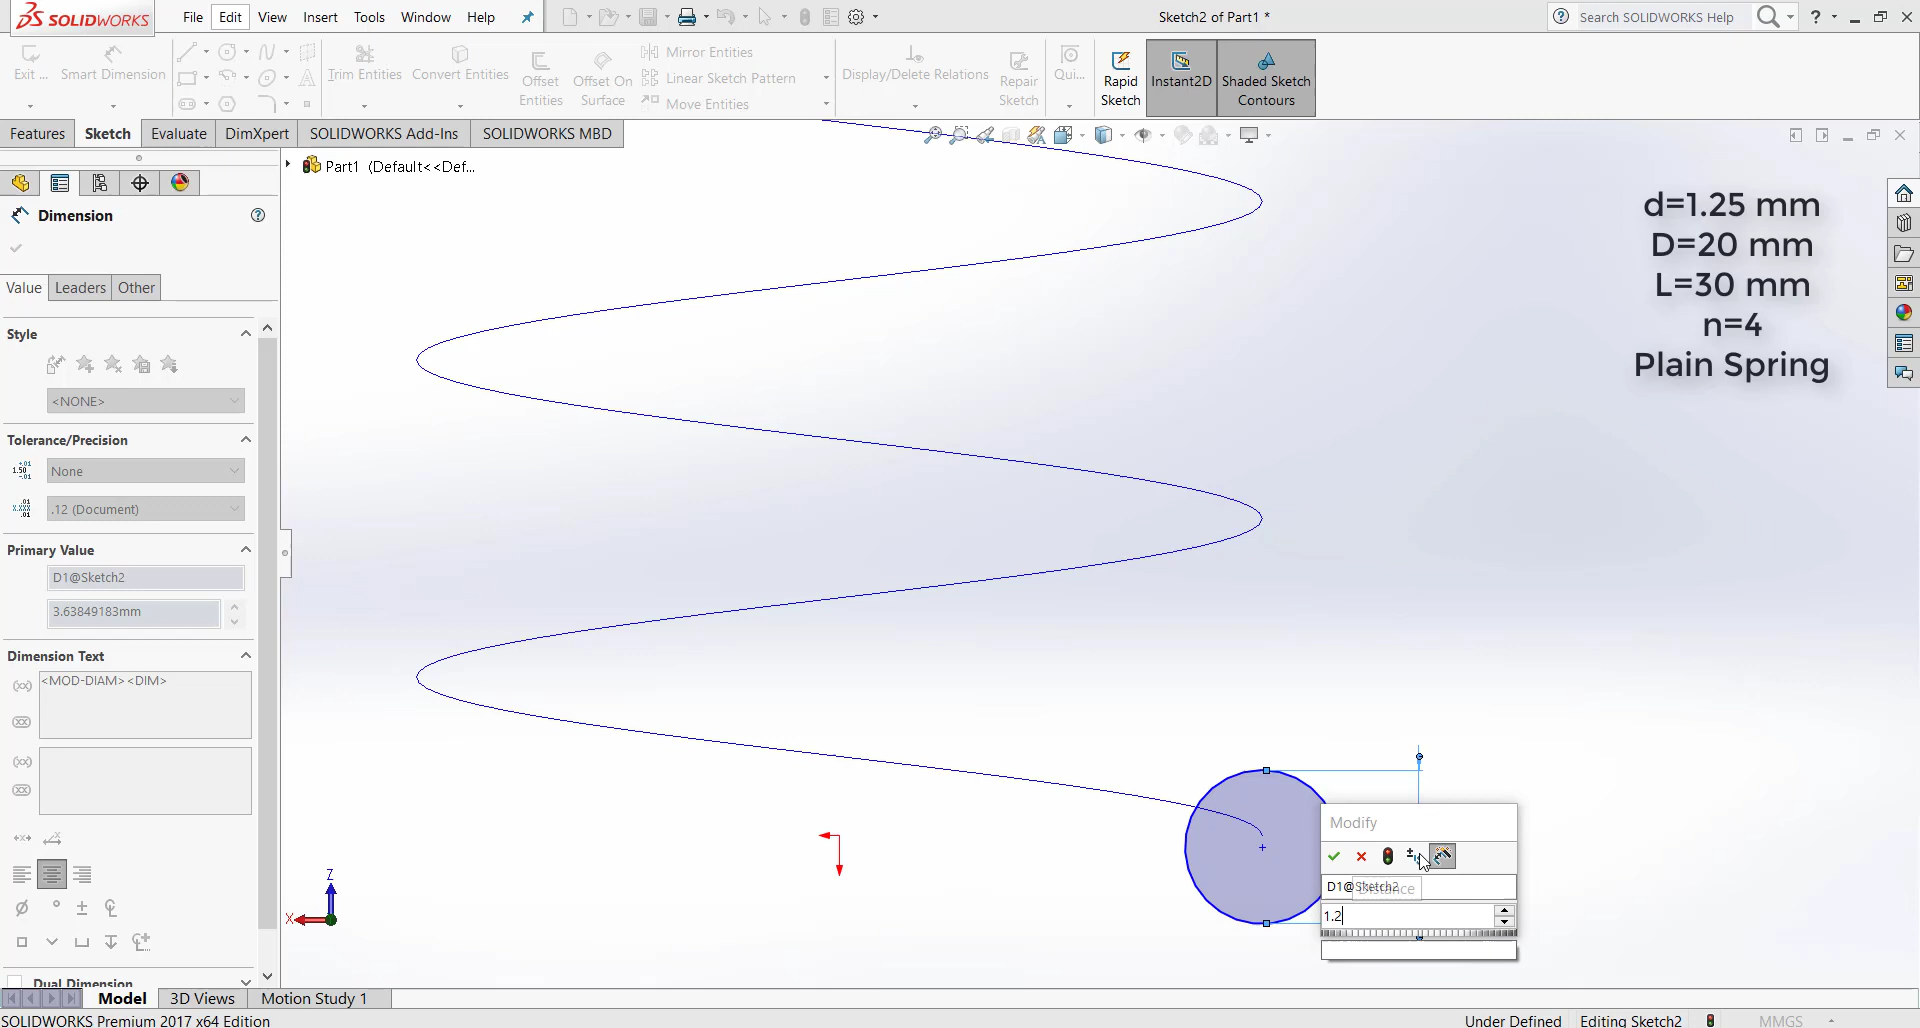 SOLIDWORKS
File Edit View Insert Tools Window Help
Sketch2 of Part1 *
Search SOLIDWORKS Help
Exit ...
Smart Dimension
Trim Entities
Convert Entities
Offset
Entities
Offset On
Surface
Mirror Entities
Linear Sketch Pattern
Move Entities
Display/Delete Relations
Repair
Sketch
Qui...
Rapid
Sketch
Instant2D
Shaded Sketch
Contours
Features Sketch Evaluate DimXpert SOLIDWORKS Add-Ins SOLIDWORKS MBD
Part1 (Default<<Def...
Dimension
Value Leaders Other
Style
<NONE>
Tolerance/Precision
None
.12 (Document)
Primary Value
D1@Sketch2
3.63849183mm
Dimension Text
<MOD-DIAM><DIM>
Dual Dimension
d=1.25 mm
D=20 mm
L=30 mm
n=4
Plain Spring
Modify
D1@Sketch2
Distance
1.2
Z
X
Model 3D Views Motion Study 1
SOLIDWORKS Premium 2017 x64 Edition
Under Defined Editing Sketch2 MMGS